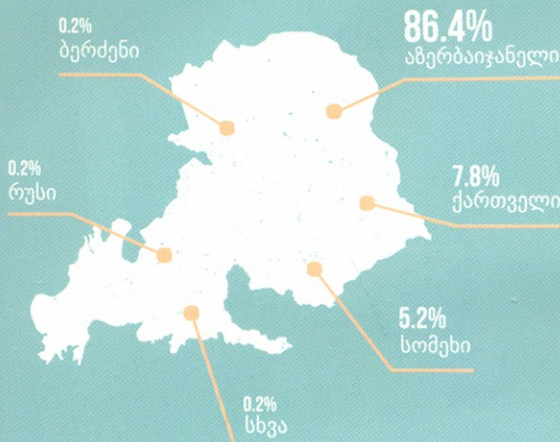 0.2%
ბერძენი
86.4%
აზერბაიჯანელი
0.2%
რუსი
7.8%
ქართველი
5.2%
სომეხი
0.2%
სხვა